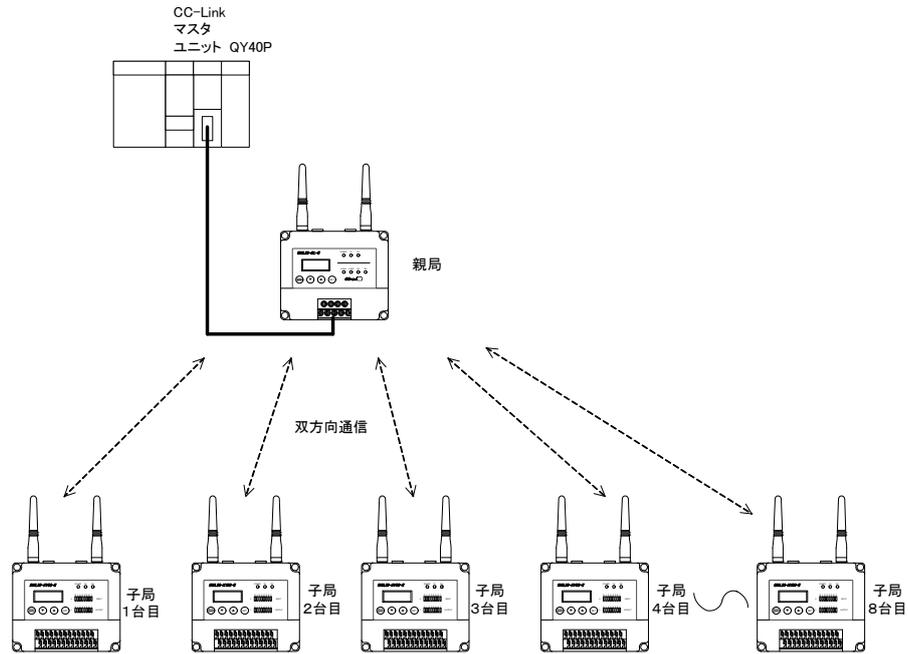 CC-Link
マスタ
ユニット QY40P
親局
双方向通信
子局
1台目
子局
2台目
子局
3台目
子局
4台目
子局
8台目